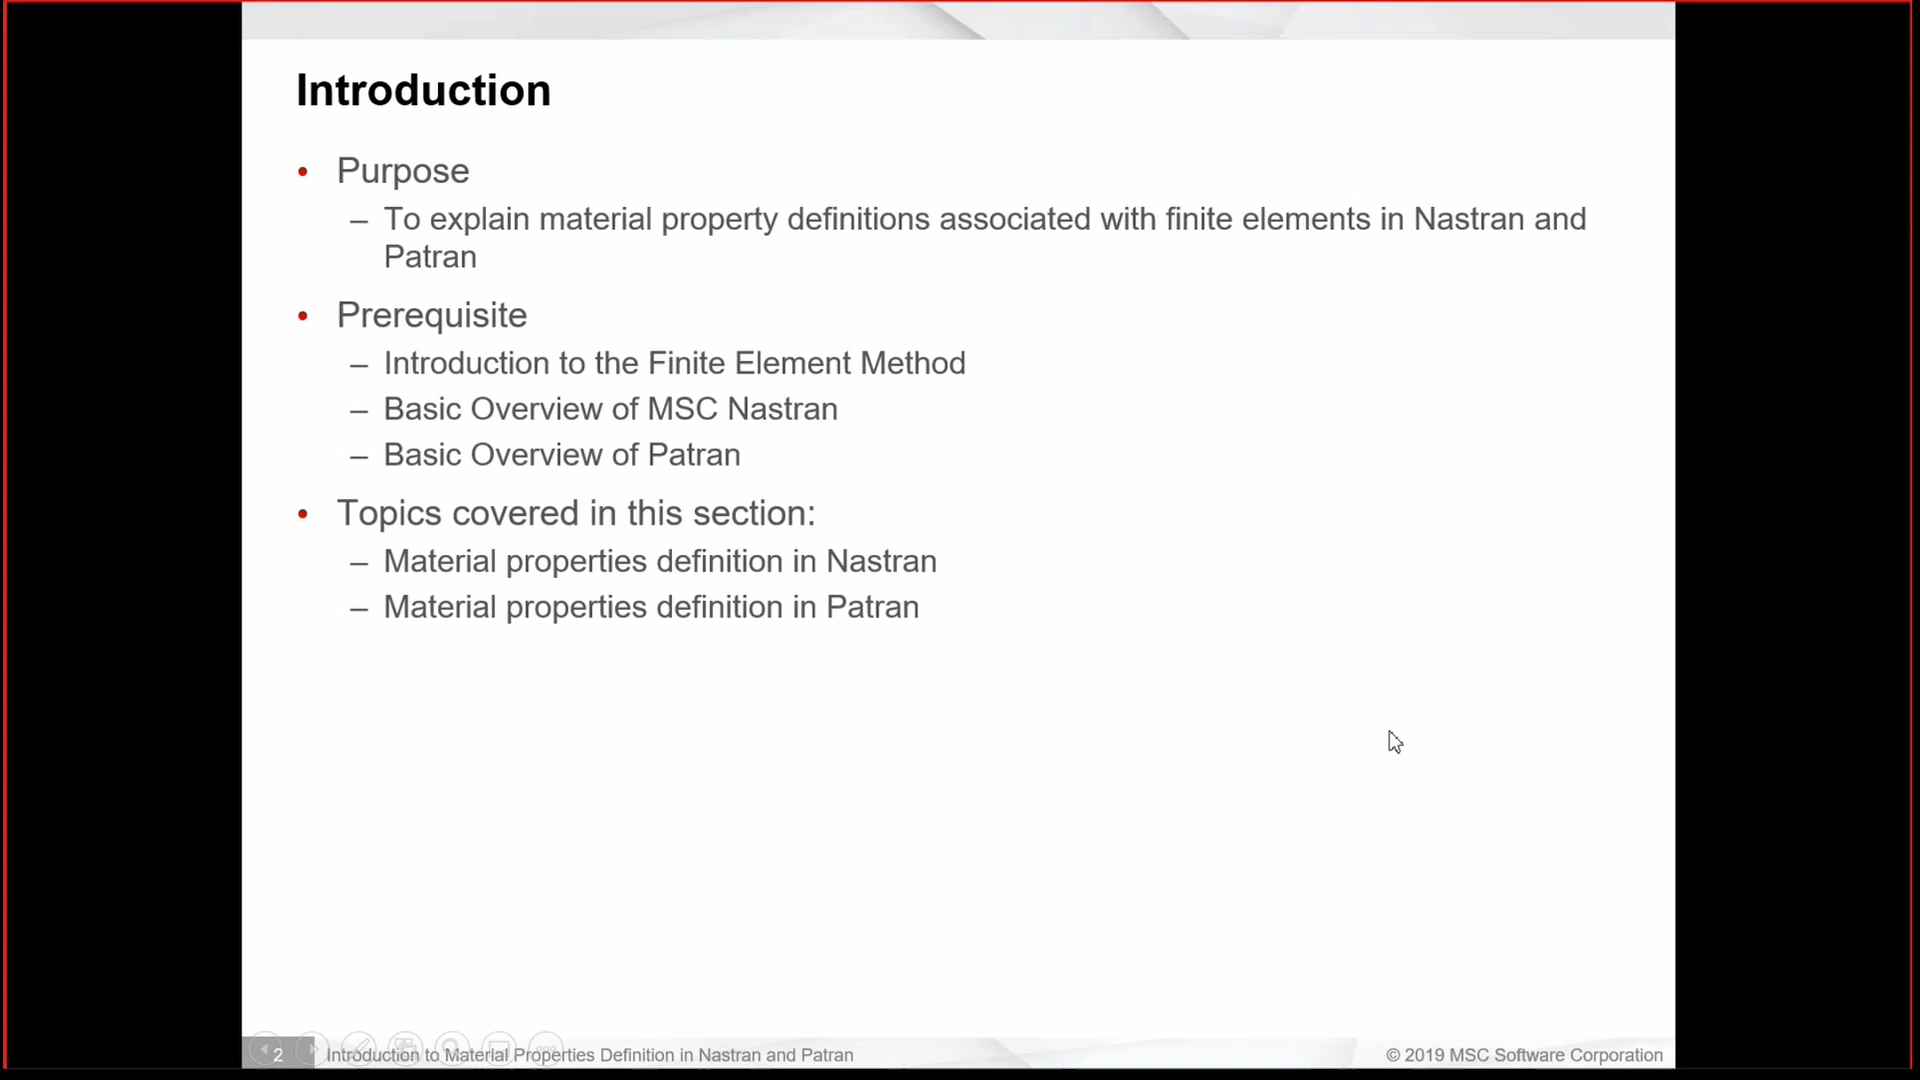 Introduction
• Purpose
– To explain material property definitions associated with finite elements in Nastran and
Patran
• Prerequisite
– Introduction to the Finite Element Method
– Basic Overview of MSC Nastran
– Basic Overview of Patran
• Topics covered in this section:
– Material properties definition in Nastran
– Material properties definition in Patran
2 Introduction to Material Properties Definition in Nastran and Patran © 2019 MSC Software Corporation